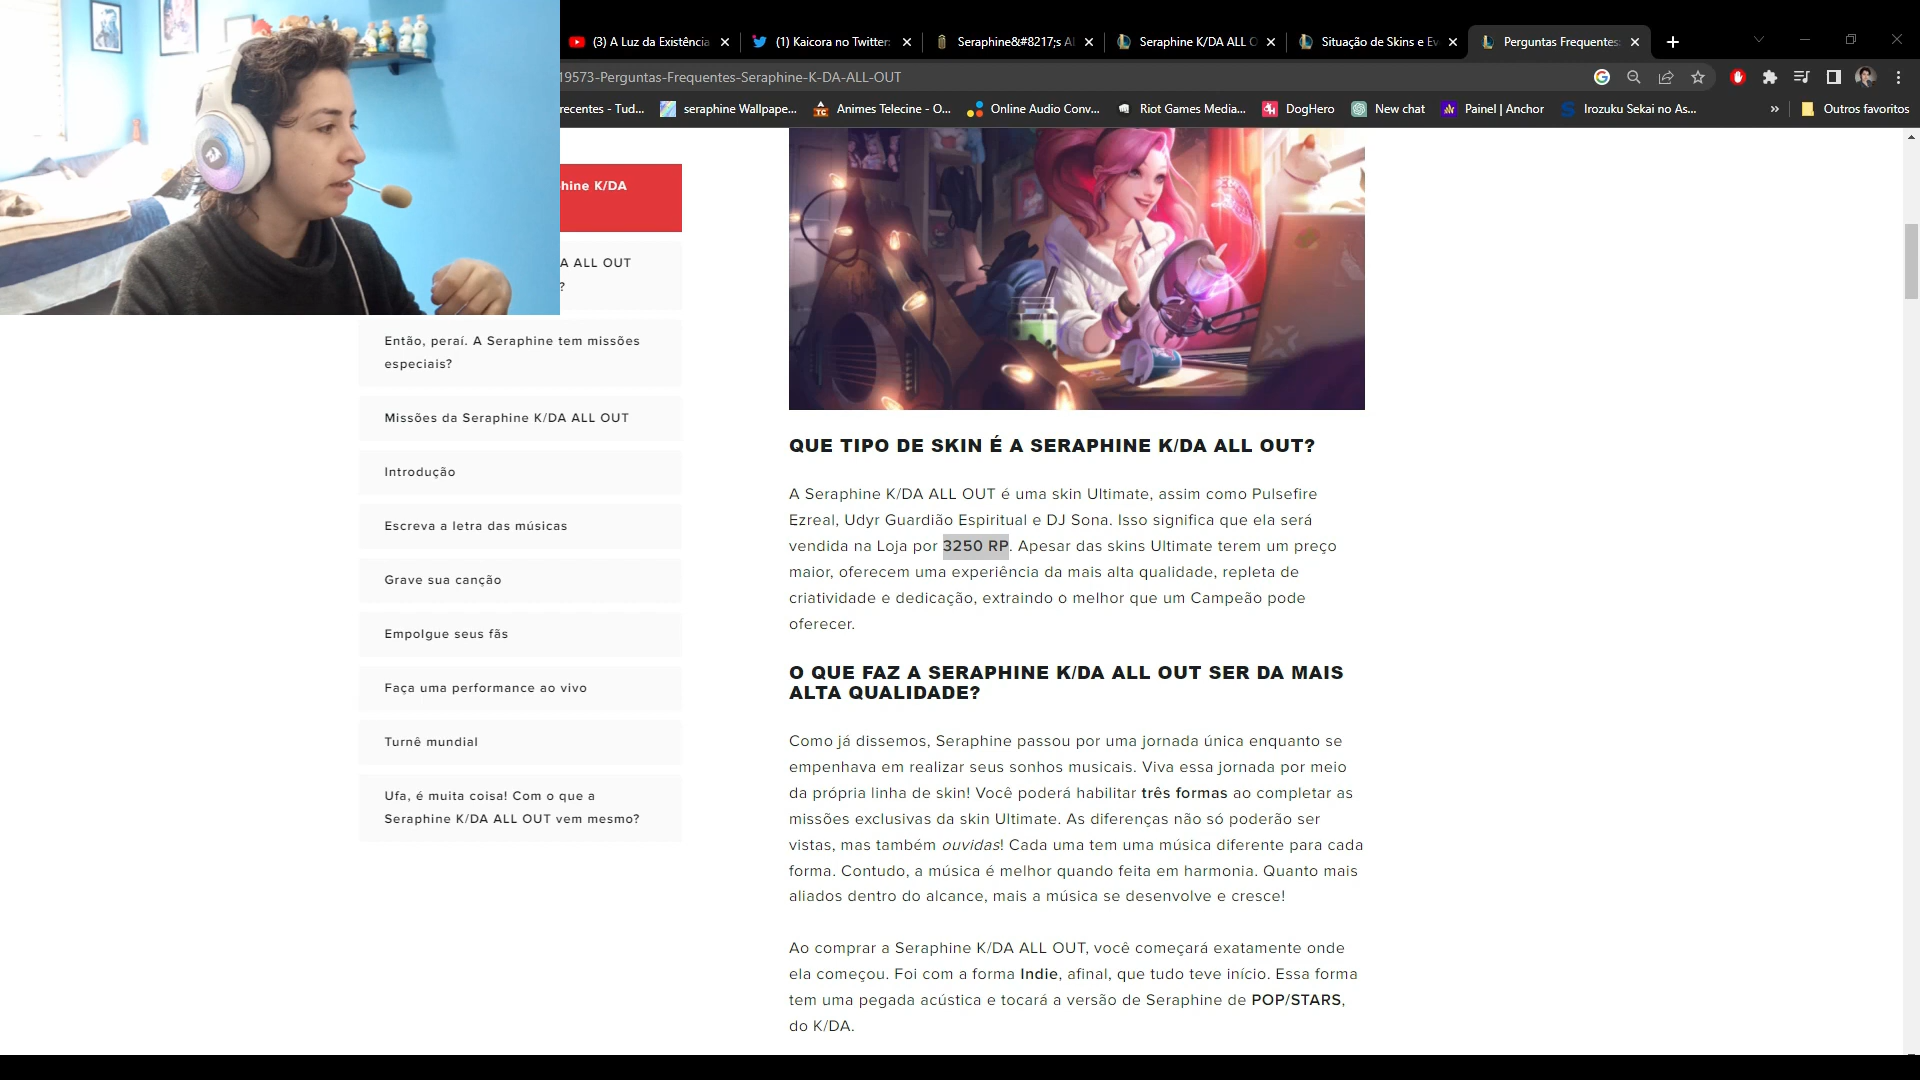 (3) A Luz da Existência
(1) Kaicora no Twitter:
Seraphine&#8217;s Al
Seraphine K/DA ALL O
Situação de Skins e Ev
Perguntas Frequentes:
19573-Perguntas-Frequentes-Seraphine-K-DA-ALL-OUT
recentes - Tud...
seraphine Wallpape...
Animes Telecine - O...
Online Audio Conv...
Riot Games Media...
DogHero
New chat
Painel | Anchor
Irozuku Sekai no As...
»
Outros favoritos
hine K/DA
A ALL OUT
?
Então, peraí. A Seraphine tem missões
especiais?
Missões da Seraphine K/DA ALL OUT
Introdução
Escreva a letra das músicas
Grave sua canção
Empolgue seus fãs
Faça uma performance ao vivo
Turnê mundial
Ufa, é muita coisa! Com o que a
Seraphine K/DA ALL OUT vem mesmo?
QUE TIPO DE SKIN É A SERAPHINE K/DA ALL OUT?
A Seraphine K/DA ALL OUT é uma skin Ultimate, assim como Pulsefire
Ezreal, Udyr Guardião Espiritual e DJ Sona. Isso significa que ela será
vendida na Loja por 3250 RP. Apesar das skins Ultimate terem um preço
maior, oferecem uma experiência da mais alta qualidade, repleta de
criatividade e dedicação, extraindo o melhor que um Campeão pode
oferecer.
O QUE FAZ A SERAPHINE K/DA ALL OUT SER DA MAIS
ALTA QUALIDADE?
Como já dissemos, Seraphine passou por uma jornada única enquanto se
empenhava em realizar seus sonhos musicais. Viva essa jornada por meio
da própria linha de skin! Você poderá habilitar três formas ao completar as
missões exclusivas da skin Ultimate. As diferenças não só poderão ser
vistas, mas também ouvidas! Cada uma tem uma música diferente para cada
forma. Contudo, a música é melhor quando feita em harmonia. Quanto mais
aliados dentro do alcance, mais a música se desenvolve e cresce!
Ao comprar a Seraphine K/DA ALL OUT, você começará exatamente onde
ela começou. Foi com a forma Indie, afinal, que tudo teve início. Essa forma
tem uma pegada acústica e tocará a versão de Seraphine de POP/STARS,
do K/DA.